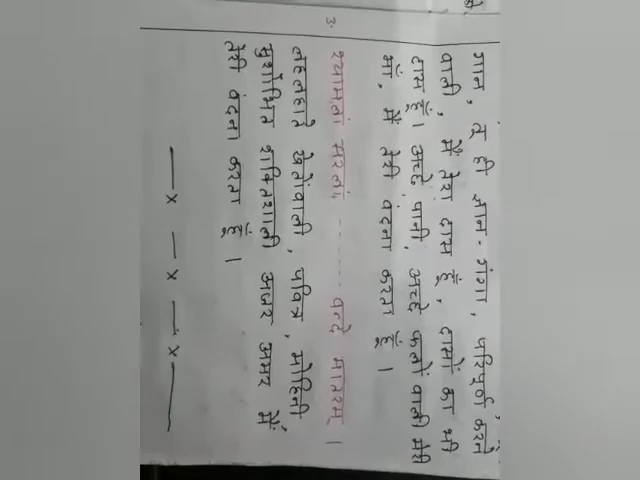 ज्ञान, तू ही ज्ञान-गंगा, परिपूर्ण करने
वाली, मैं तेरा दास हूँ, दासों का भी
दास हूँ। अच्छे पानी, अच्छे फलों वाली मेरी
माँ, मैं तेरी वंदना करता हूँ।
3. श्यामलां सरलां, ------ वन्दे मातरम्।
लहलहाते खेतोंवाली, पवित्र, मोहिनी
सुशोभित शक्तिशाली अजर अमर मैं
तेरी वंदना करता हूँ।
—x—x—x—